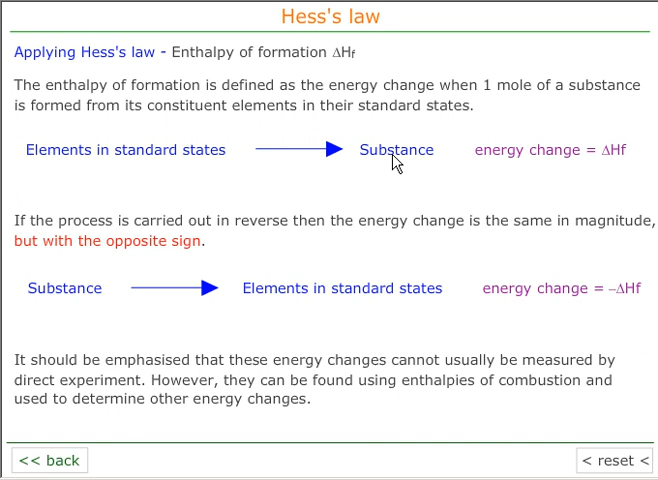 Hess's law
Applying Hess's law - Enthalpy of formation ΔHf
The enthalpy of formation is defined as the energy change when 1 mole of a substance
is formed from its constituent elements in their standard states.
Elements in standard states Substance energy change = ΔHf
If the process is carried out in reverse then the energy change is the same in magnitude,
but with the opposite sign.
Substance Elements in standard states energy change = –ΔHf
It should be emphasised that these energy changes cannot usually be measured by
direct experiment. However, they can be found using enthalpies of combustion and
used to determine other energy changes.
<< back < reset <